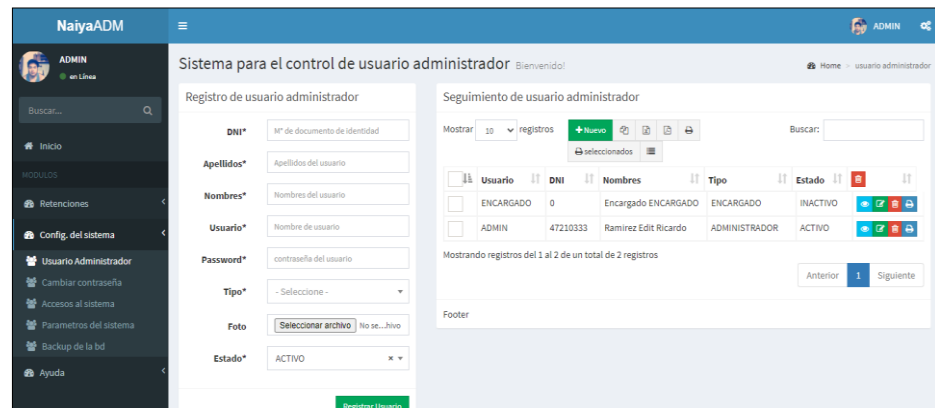 NaiyaADM
ADMIN
ADMIN
en Línea
Buscar...
Inicio
MODULOS
Retenciones
Config. del sistema
Usuario Administrador
Cambiar contraseña
Accesos al sistema
Parametros del sistema
Backup de la bd
Ayuda
Sistema para el control de usuario administrador Bienvenido!
Home > usuario administrador
Registro de usuario administrador
DNI* M° de documento de identidad
Apellidos* Apellidos del usuario
Nombres* Nombres del usuario
Usuario* Nombre de usuario
Password* contraseña del usuario
Tipo* - Seleccione -
Foto Seleccionar archivo No se...hivo
Estado* ACTIVO
Registrar Usuario
Seguimiento de usuario administrador
Mostrar 10 registros Nuevo Buscar:
seleccionados
Usuario DNI Nombres Tipo Estado
ENCARGADO 0 Encargado ENCARGADO ENCARGADO INACTIVO
ADMIN 47210333 Ramirez Edit Ricardo ADMINISTRADOR ACTIVO
Mostrando registros del 1 al 2 de un total de 2 registros
Anterior 1 Siguiente
Footer